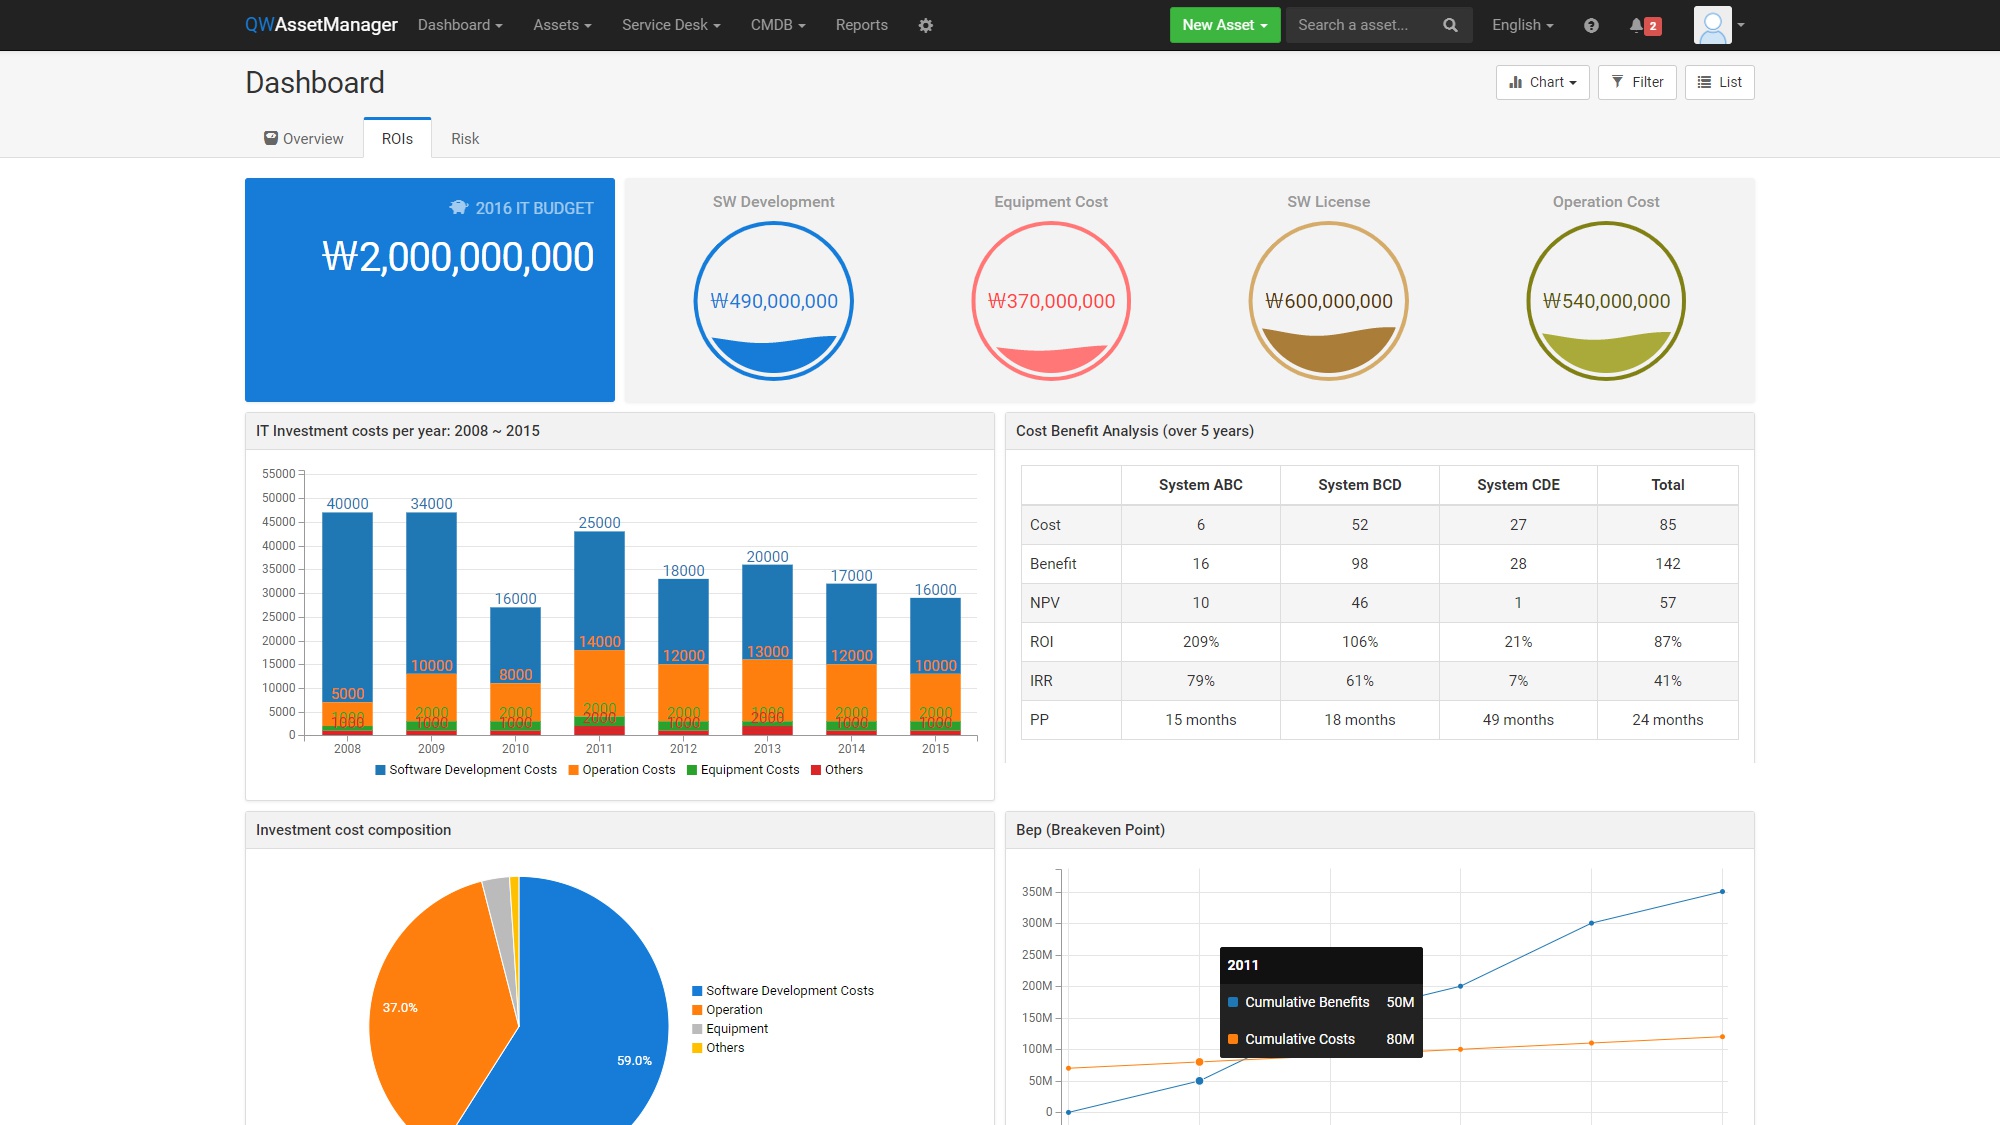 QWAssetManager Dashboard Assets Service Desk CMDB Reports New Asset Search a asset... English 2
Dashboard
Chart Filter List
Overview ROIs Risk
2016 IT BUDGET
₩2,000,000,000
SW Development Equipment Cost SW License Operation Cost
₩490,000,000 ₩370,000,000 ₩600,000,000 ₩540,000,000
IT Investment costs per year: 2008 ~ 2015
55000
50000
45000
40000
35000
30000
25000
20000
15000
10000
5000
0
40000 34000 16000 25000 18000 20000 17000 16000
5000 10000 8000 14000 12000 13000 12000 10000
1000 2000 2000 2000 2000 1000 2000 2000
1000 1000 1000 2000 1000 2000 1000 1000
2008 2009 2010 2011 2012 2013 2014 2015
Software Development Costs Operation Costs Equipment Costs Others
Cost Benefit Analysis (over 5 years)
System ABC System BCD System CDE Total
Cost 6 52 27 85
Benefit 16 98 28 142
NPV 10 46 1 57
ROI 209% 106% 21% 87%
IRR 79% 61% 7% 41%
PP 15 months 18 months 49 months 24 months
Investment cost composition
37.0%
59.0%
Software Development Costs
Operation
Equipment
Others
Bep (Breakeven Point)
350M
300M
250M
200M
150M
100M
50M
0
2011
Cumulative Benefits 50M
Cumulative Costs 80M